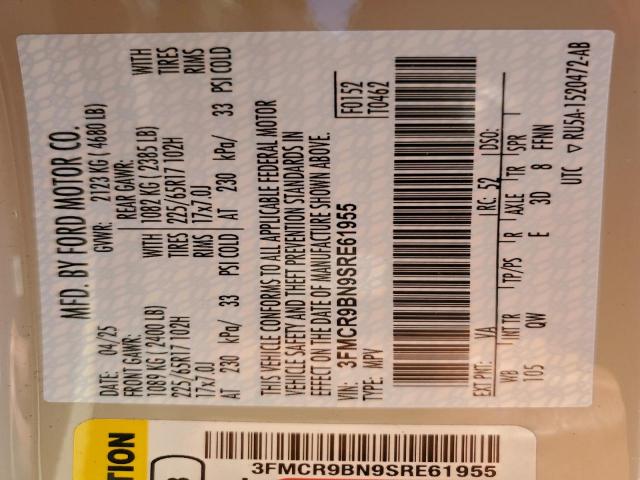 MFD. BY FORD MOTOR CO.
DATE: 04/25 GVWR: 2123 KG ( 4680 LB)
FRONT GAWR: REAR GAWR:
1089 KG ( 2400 LB) WITH 1082 KG ( 2385 LB) WITH
225/65R17 102H TIRES 225/65R17 102H TIRES
17x7.0J RIMS 17x7.0J RIMS
AT 230 kPa/ 33 PSI COLD AT 230 kPa/ 33 PSI COLD
THIS VEHICLE CONFORMS TO ALL APPLICABLE FEDERAL MOTOR
VEHICLE SAFETY AND THEFT PREVENTION STANDARDS IN
EFFECT ON THE DATE OF MANUFACTURE SHOWN ABOVE.
VIN: 3FMCR9BN9SRE61955 F0152
TYPE: MPV T0462
EXT PNT: VA RC: 52 DSO:
WB INT TR TP/PS R AXLE TR SPR
105 QW E 3D 8 FFWN
UTC ▽ RU5A-1520472-AB
TION
3FMCR9BN9SRE61955